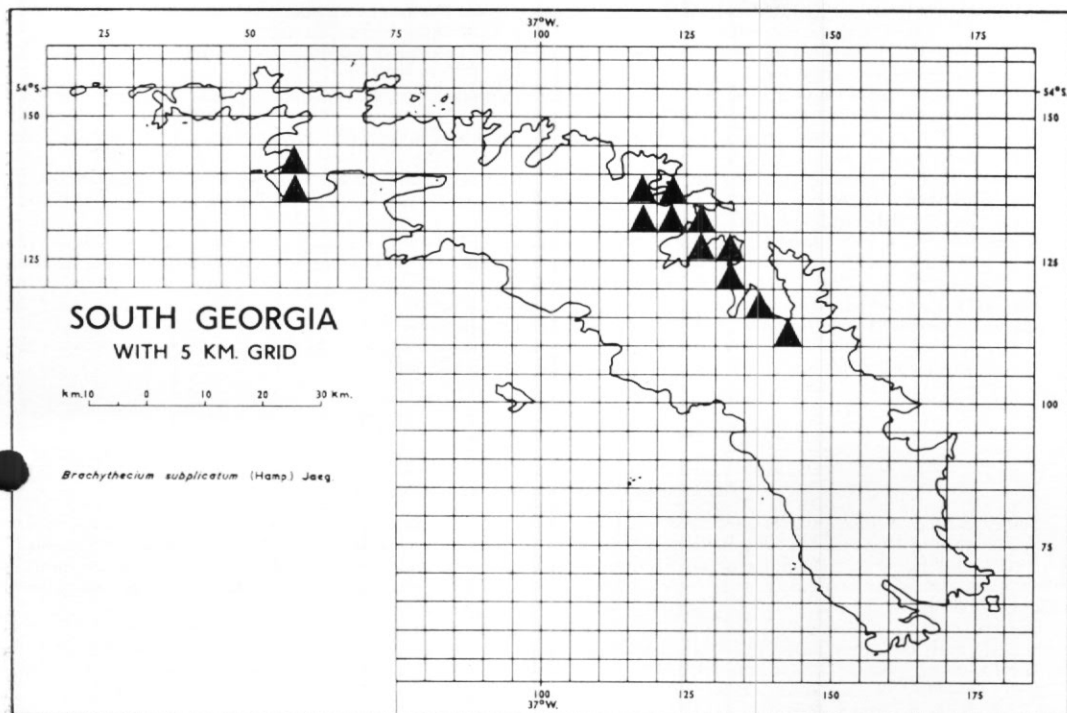 37°W.
25 50 75 100 125 150 175
54°S 54°S
150 150
125 125
SOUTH GEORGIA
WITH 5 KM. GRID
km.10 0 10 20 30 Km.
100
Brachythecium subplicatum (Hamp.) Jaeg.
75
100 125 150 175
37°W.